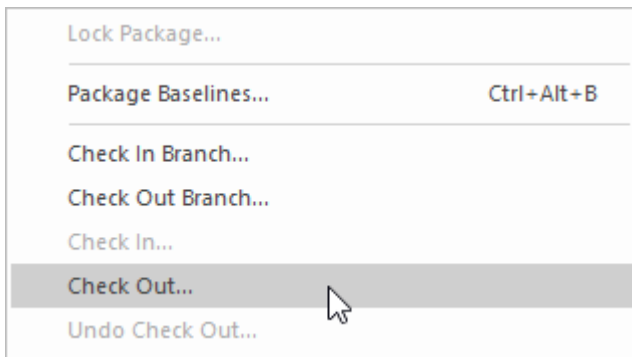 Lock Package...
Package Baselines... Ctrl+Alt+B
Check In Branch...
Check Out Branch...
Check In...
Check Out...
Undo Check Out...